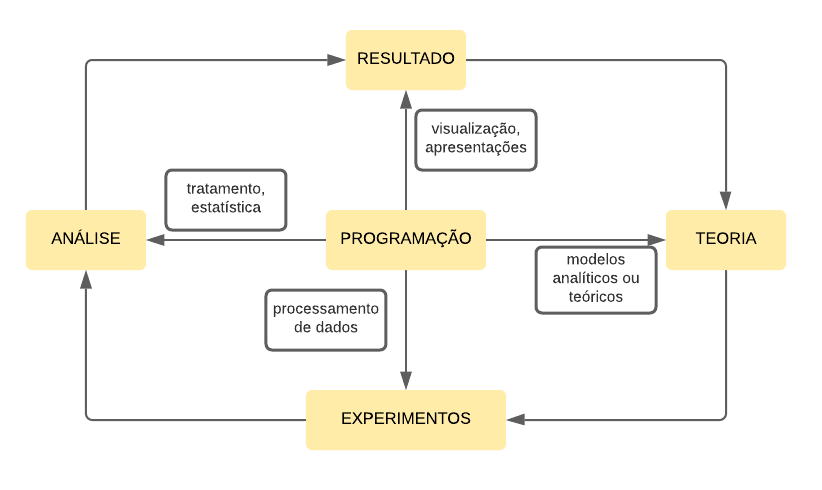 RESULTADO
visualização,
apresentações
tratamento,
estatística
ANÁLISE
PROGRAMAÇÃO
TEORIA
modelos
analíticos ou
teóricos
processamento
de dados
EXPERIMENTOS